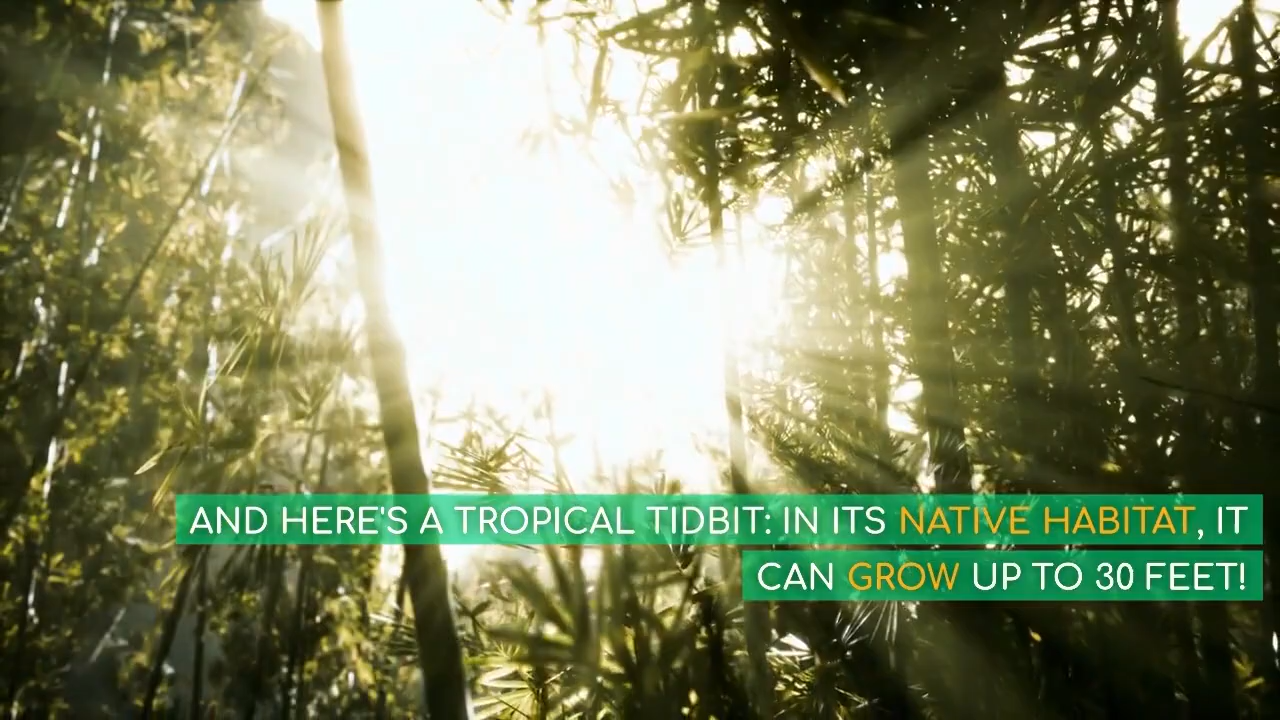 AND HERE'S A TROPICAL TIDBIT: IN ITS NATIVE HABITAT, IT
CAN GROW UP TO 30 FEET!